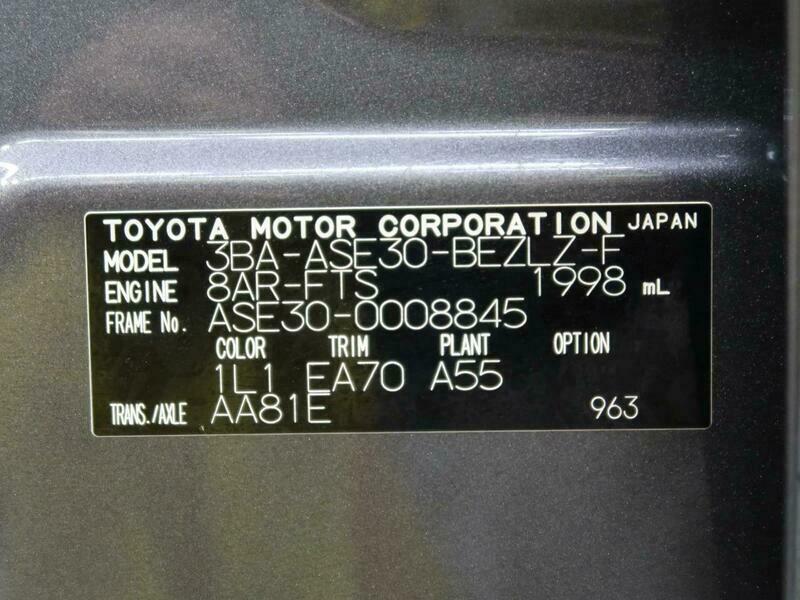 TOYOTA MOTOR CORPORATION JAPAN
MODEL 3BA-ASE30-BEZLZ-F
ENGINE 8AR-FTS 1998 mL
FRAME No. ASE30-0008845
COLOR TRIM PLANT OPTION
1L1 EA70 A55
TRANS./AXLE AA81E 963